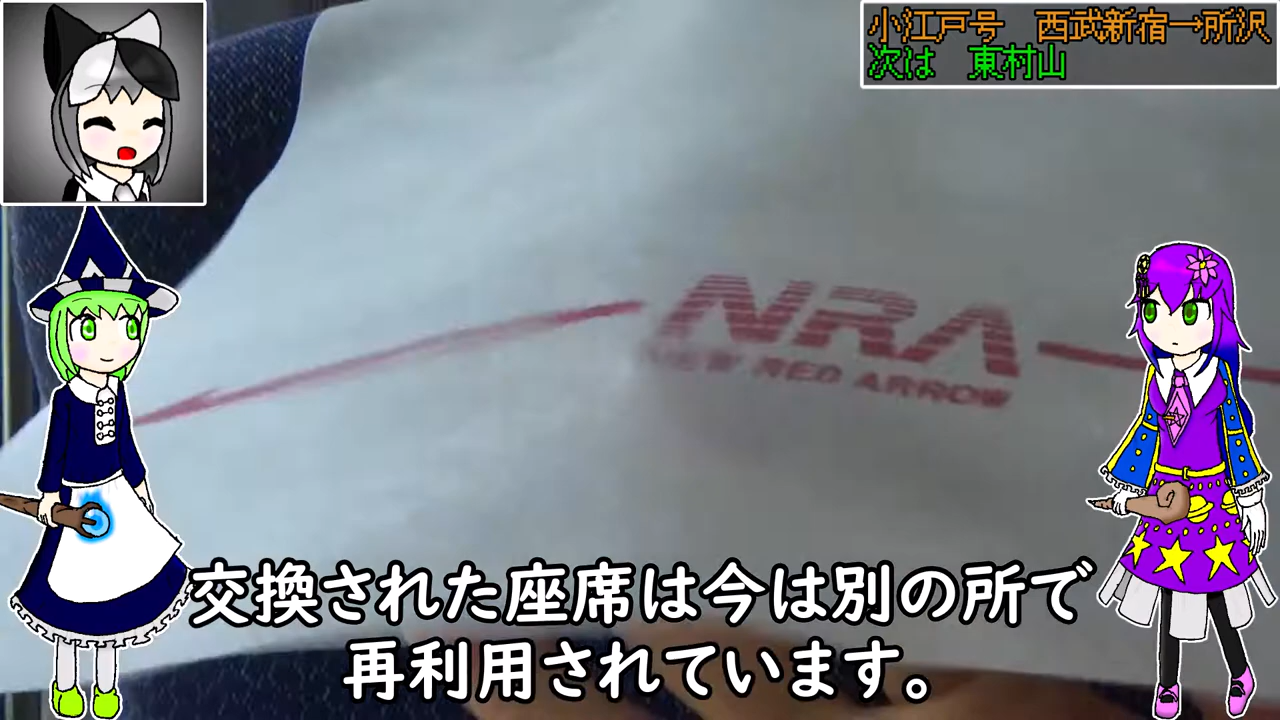 小江戸号　西武新宿→所沢
次は　東村山
NRA
NEW RED ARROW
交換された座席は今は別の所で
再利用されています。